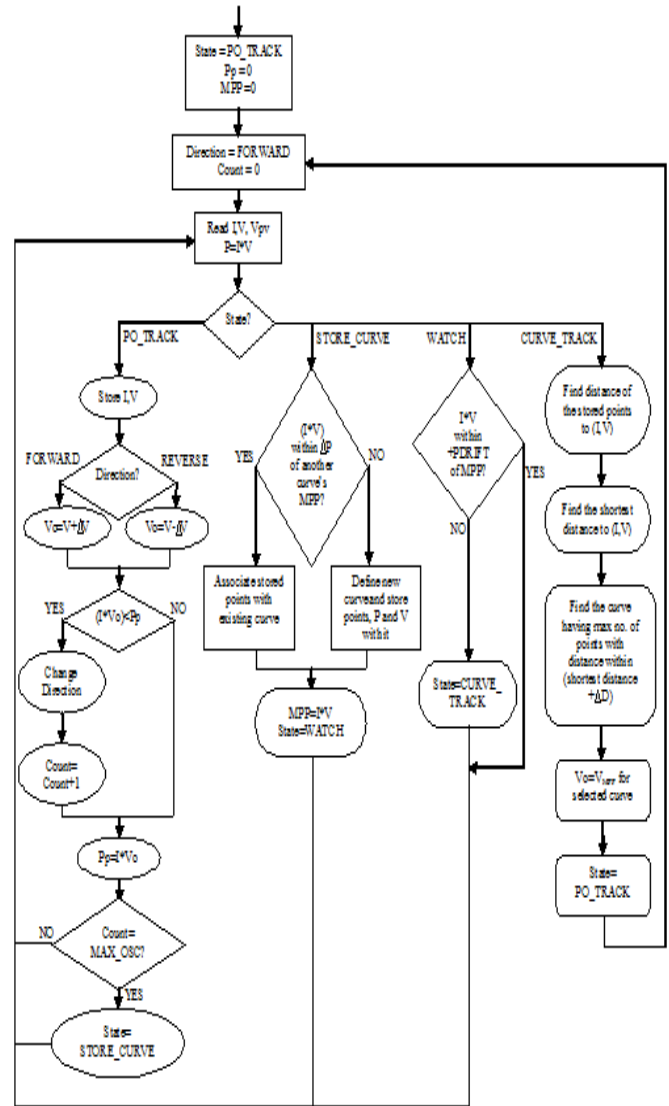 State = PO_TRACK
Pp = 0
MPP =0
Direction = FORWARD
Count = 0
Read I,V, Vpv
P=I*V
State?
PO_TRACK
STORE_CURVE
WATCH
CURVE_TRACK
Store I,V
Direction?
FORWARD
REVERSE
Vo=V+ΔV
Vo=V-ΔV
(I*Vo)<Pp
YES
NO
Change
Direction
Count=
Count+1
Pp=I*Vo
Count=
MAX_OSC?
NO
YES
State=
STORE_CURVE
(I*V)
within ΔP
of another
curve's
MPP?
YES
NO
Associate stored
points with
existing curve
Define new
curve and store
points, P and V
with it
MPP=I*V
State=WATCH
I*V
within
+PDRIFT
of MPP?
YES
NO
State=CURVE_
TRACK
Find distance of
the stored points
to (I,V)
Find the shortest
distance to (I,V)
Find the curve
having max no. of
points with
distance within
(shortest distance
+ΔD)
Vo=VMPP for
selected curve
State=
PO_TRACK